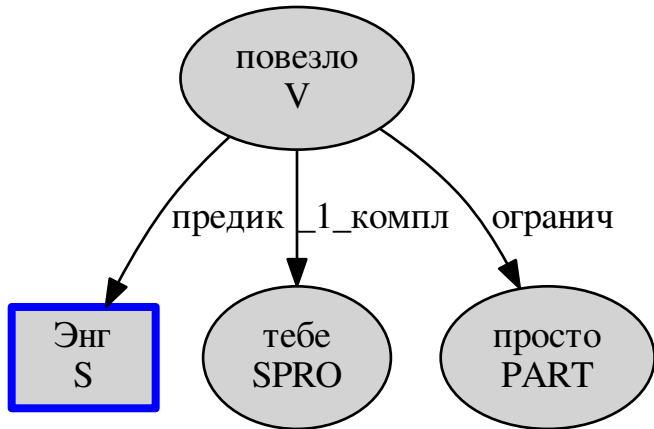 повезло
V
предик _1_компл огранич
Энг тебе просто
S SPRO PART